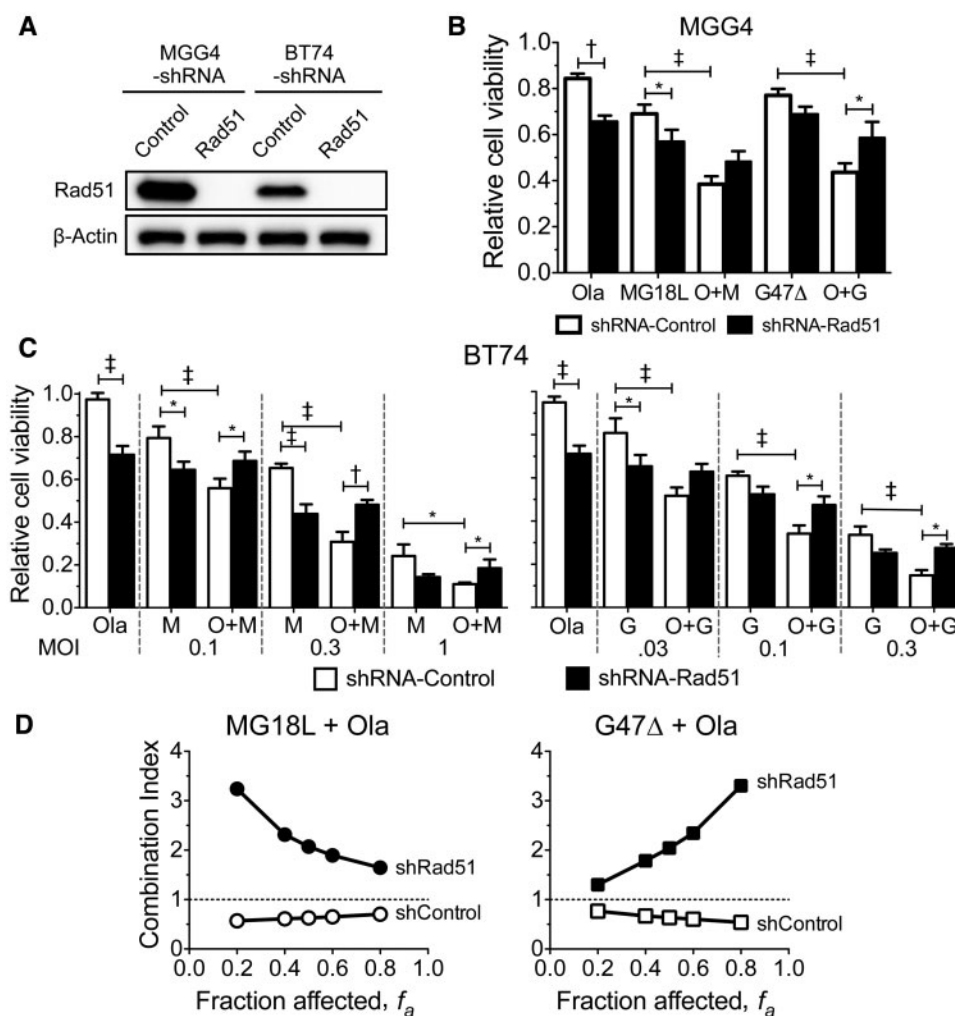 A
MGG4 BT74
-shRNA -shRNA
Control Rad51 Control Rad51
Rad51
β-Actin
B
MGG4
Relative cell viability
1.0
0.8
0.6
0.4
0.2
0.0
† * ‡ ‡ *
Ola MG18L O+M G47Δ O+G
shRNA-Control shRNA-Rad51
C
BT74
Relative cell viability
1.0
0.8
0.6
0.4
0.2
0.0
‡ ‡ * * ‡ ‡ † * *
Ola M O+M M O+M M O+M
MOI 0.1 0.3 1
‡ ‡ * ‡ * ‡ *
Ola G O+G G O+G G O+G
.03 0.1 0.3
shRNA-Control shRNA-Rad51
D
MG18L + Ola
Combination Index
4
3
2
1
0
shRad51
shControl
0.0 0.2 0.4 0.6 0.8 1.0
Fraction affected, fa
G47Δ + Ola
4
3
2
1
0
shRad51
shControl
0.0 0.2 0.4 0.6 0.8 1.0
Fraction affected, fa